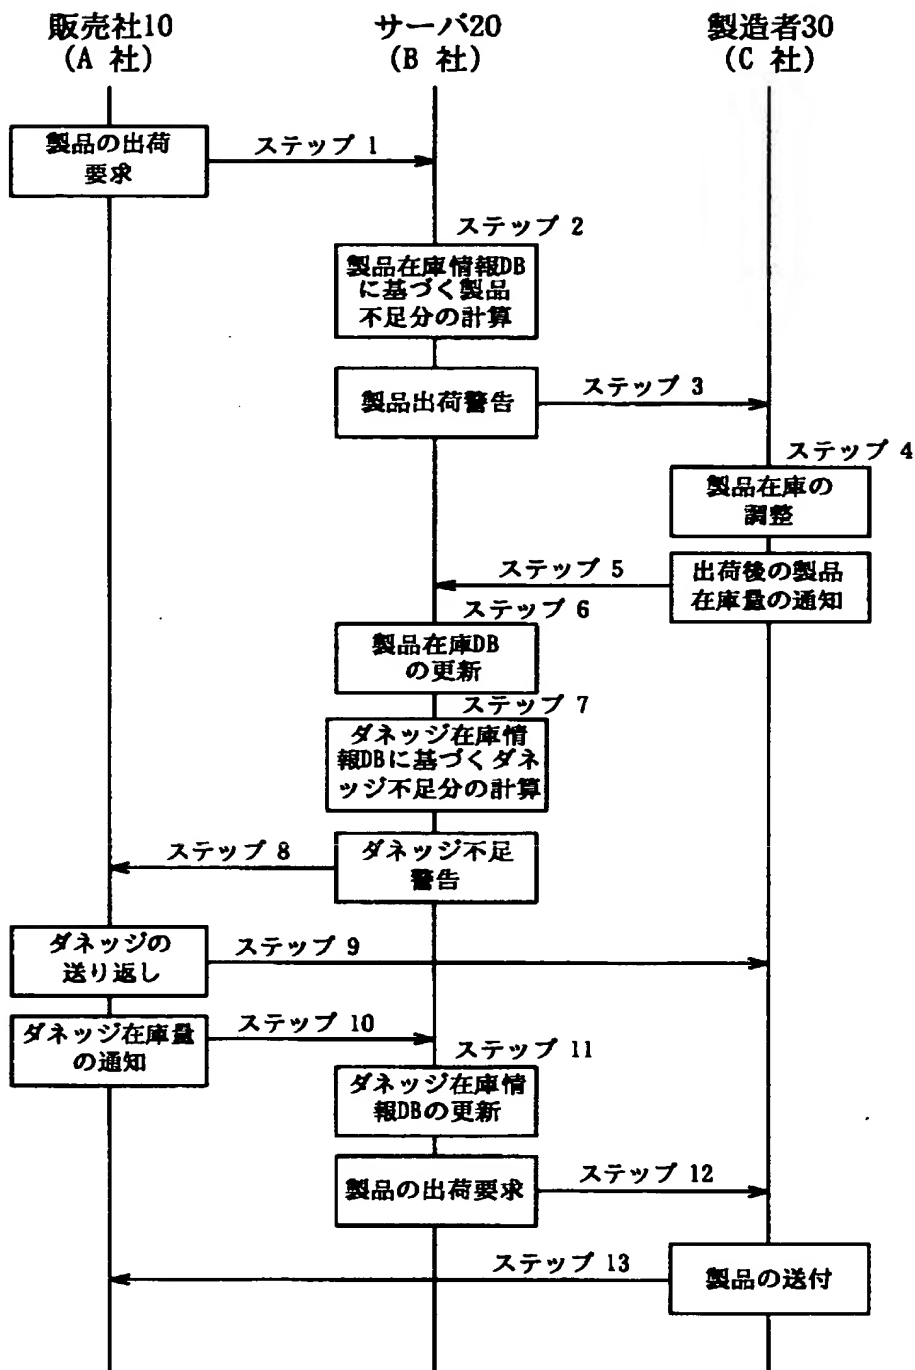 販売社10
(A 社)
サーバ20
(B 社)
製造者30
(C 社)
製品の出荷
要求
ステップ 1
ステップ 2
製品在庫情報DB
に基づく製品
不足分の計算
製品出荷警告
ステップ 3
ステップ 4
製品在庫の
調整
ステップ 5
出荷後の製品
在庫量の通知
ステップ 6
製品在庫DB
の更新
ステップ 7
ダネッジ在庫情
報DBに基づくダネ
ッジ不足分の計算
ステップ 8
ダネッジ不足
警告
ダネッジの
送り返し
ステップ 9
ダネッジ在庫量
の通知
ステップ 10
ステップ 11
ダネッジ在庫情
報DBの更新
製品の出荷要求
ステップ 12
ステップ 13
製品の送付